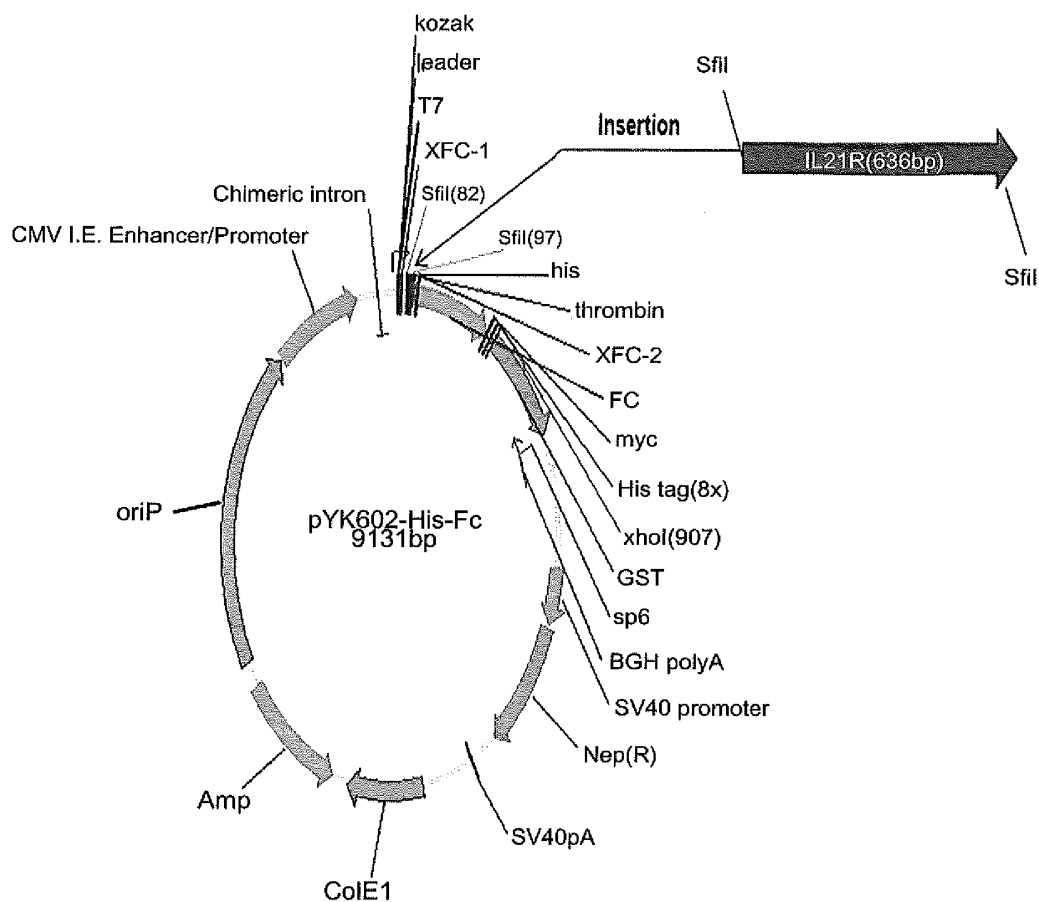 kozak
leader
T7
XFC-1
SfiI(82)
Chimeric intron
CMV I.E. Enhancer/Promoter
Insertion
SfiI
IL21R(636bp)
SfiI
SfiI(97)
his
thrombin
XFC-2
FC
myc
His tag(8x)
xhoI(907)
GST
sp6
BGH polyA
SV40 promoter
Nep(R)
SV40pA
ColE1
Amp
oriP
pYK602-His-Fc
9131bp